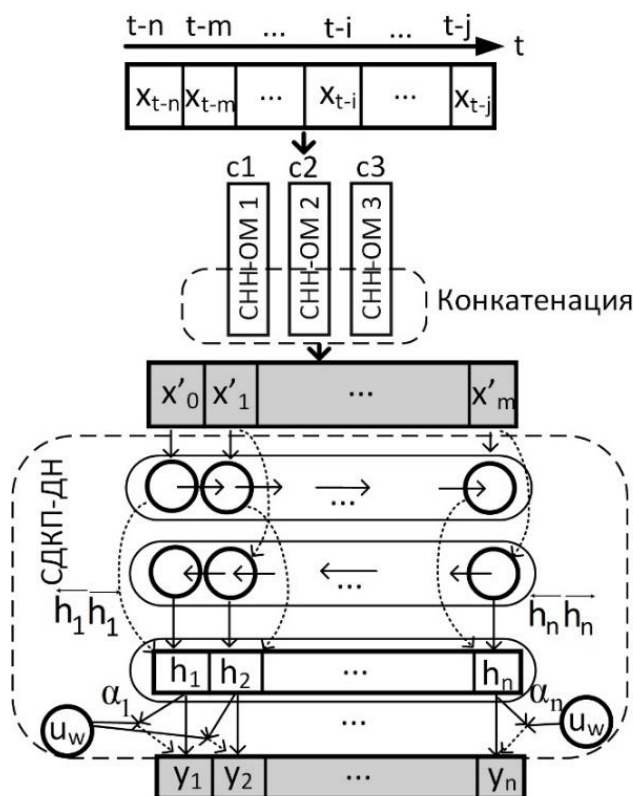 t-n t-m ... t-i ... t-j t
x_{t-n} x_{t-m} ... x_{t-i} ... x_{t-j}
c1 c2 c3
СНН-ОМ 1 СНН-ОМ 2 СНН-ОМ 3
Конкатенация
x'_0 x'_1 ... x'_m
СДКП-ДН
...
...
h_1 h_1 h_n h_n
h_1 h_2 ... h_n
α_1 α_n
u_w ... u_w
y_1 y_2 ... y_n